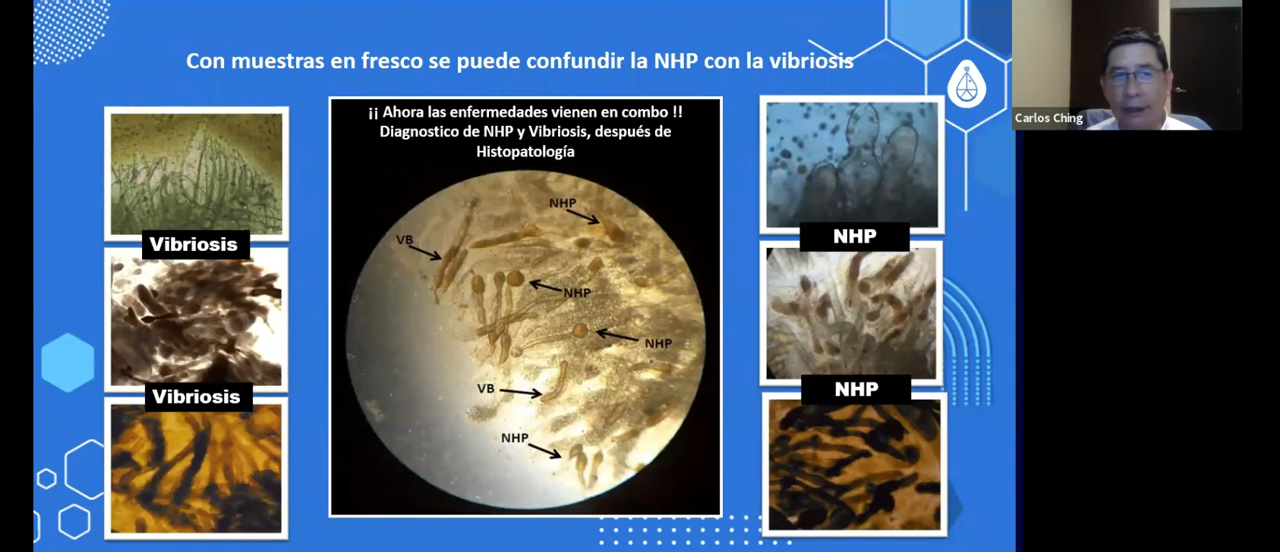 Con muestras en fresco se puede confundir la NHP con la vibriosis
Carlos Ching
¡¡ Ahora las enfermedades vienen en combo !!
Diagnostico de NHP y Vibriosis, después de
Histopatología
Vibriosis
Vibriosis
NHP
VB
NHP
NHP
VB
NHP
NHP
NHP